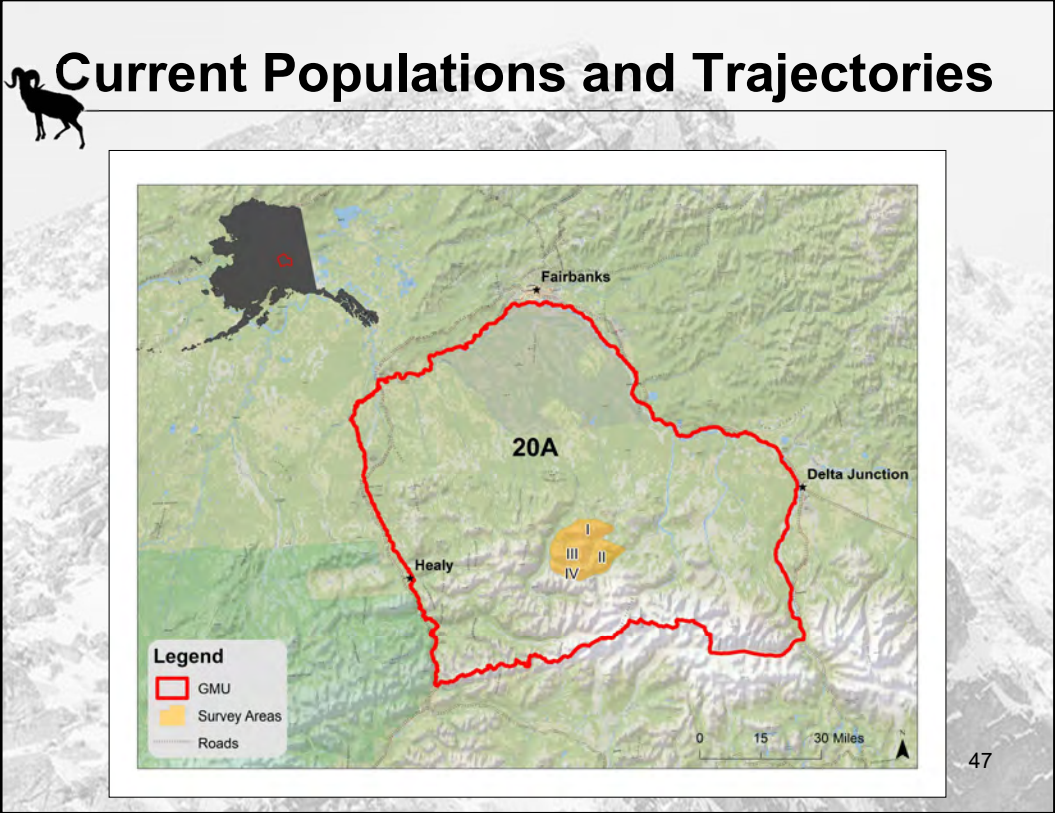 Current Populations and Trajectories
Fairbanks
20A
Delta Junction
I
III II
IV
Healy
Legend
GMU
Survey Areas
Roads
0 15 30 Miles
N
47